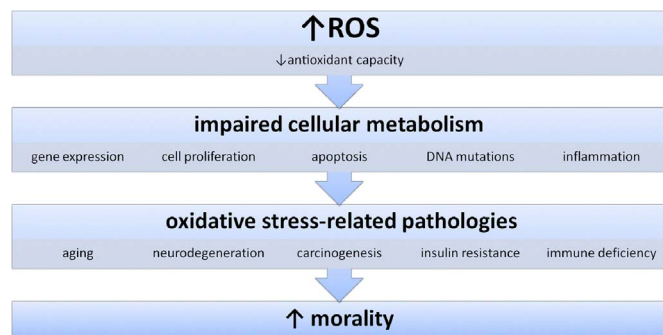 ↑ROS
↓antioxidant capacity
impaired cellular metabolism
gene expression cell proliferation apoptosis DNA mutations inflammation
oxidative stress-related pathologies
aging neurodegeneration carcinogenesis insulin resistance immune deficiency
↑ morality